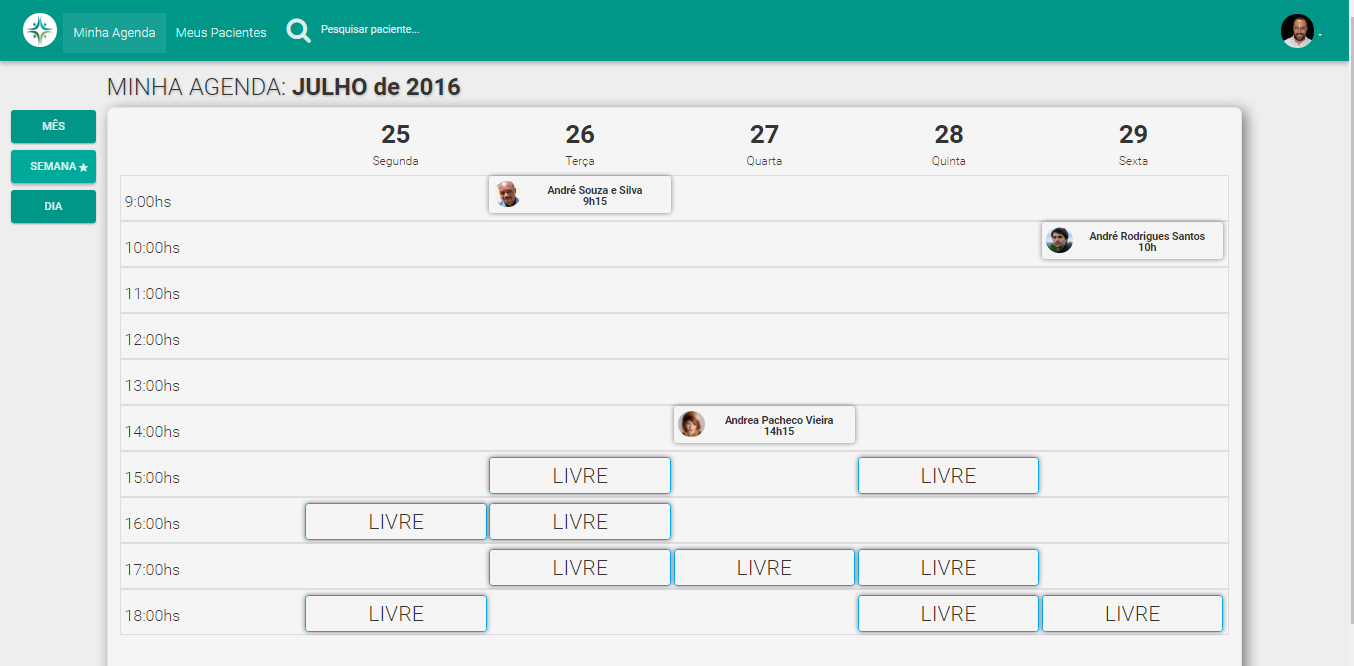 Minha Agenda
Meus Pacientes
Pesquisar paciente...
MINHA AGENDA: JULHO de 2016
MÊS
SEMANA
DIA
25 26 27 28 29
Segunda Terça Quarta Quinta Sexta
9:00hs
André Souza e Silva
9h15
10:00hs
André Rodrigues Santos
10h
11:00hs
12:00hs
13:00hs
14:00hs
Andrea Pacheco Vieira
14h15
15:00hs LIVRE LIVRE
16:00hs LIVRE LIVRE
17:00hs LIVRE LIVRE LIVRE
18:00hs LIVRE LIVRE LIVRE